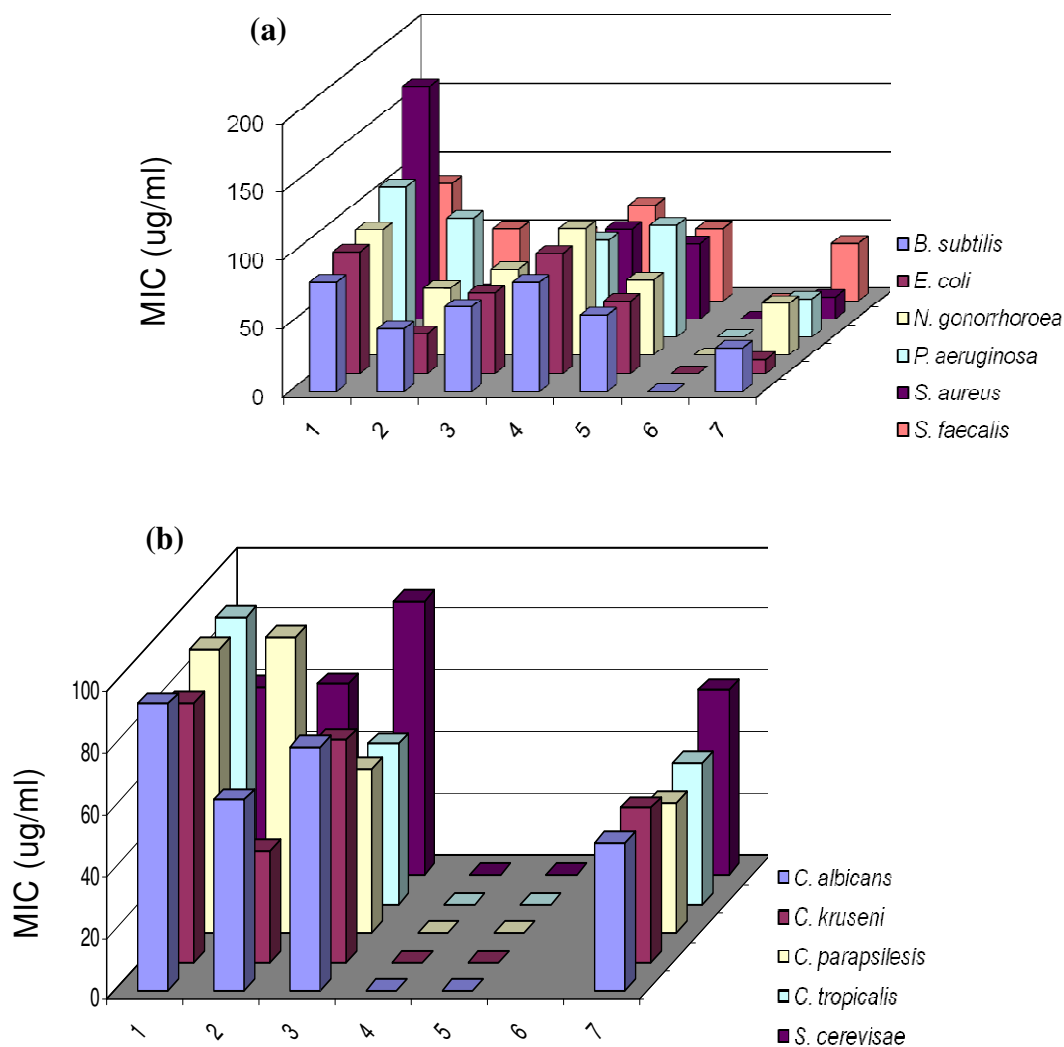 (a)
MIC (ug/ml)
200
150
100
50
0
1 2 3 4 5 6 7
B. subtilis
E. coli
N. gonorrhoroea
P. aeruginosa
S. aureus
S. faecalis
(b)
MIC (ug/ml)
100
80
60
40
20
0
1 2 3 4 5 6 7
C. albicans
C. kruseni
C. parapsilesis
C. tropicalis
S. cerevisae